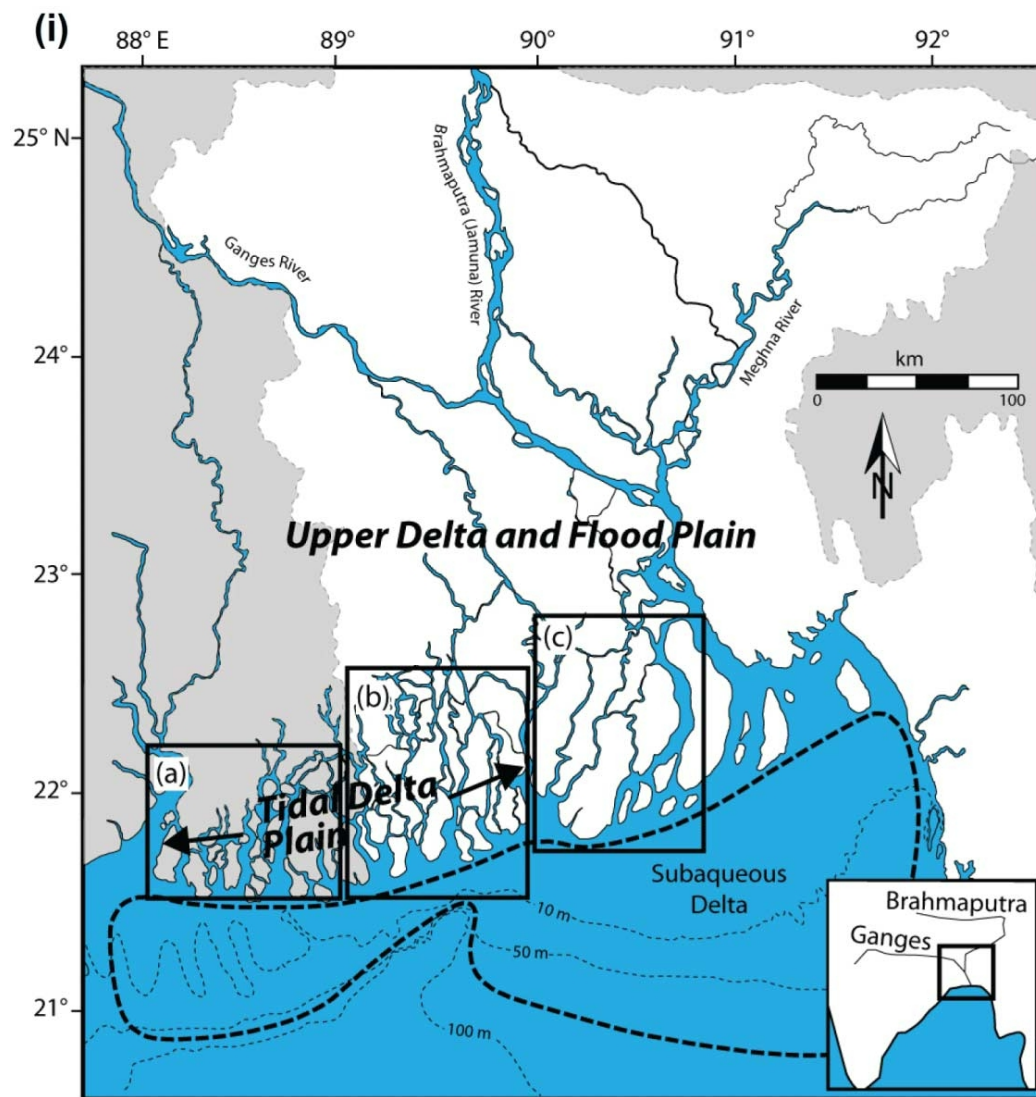 (i)
88° E 89° 90° 91° 92°
25° N
24°
23°
22°
21°
Ganges River
Brahmaputra (Jamuna) River
Meghna River
km
0 100
N
Upper Delta and Flood Plain
(a)
(b)
(c)
Tidal Delta
Plain
Subaqueous
Delta
10 m
50 m
100 m
Brahmaputra
Ganges